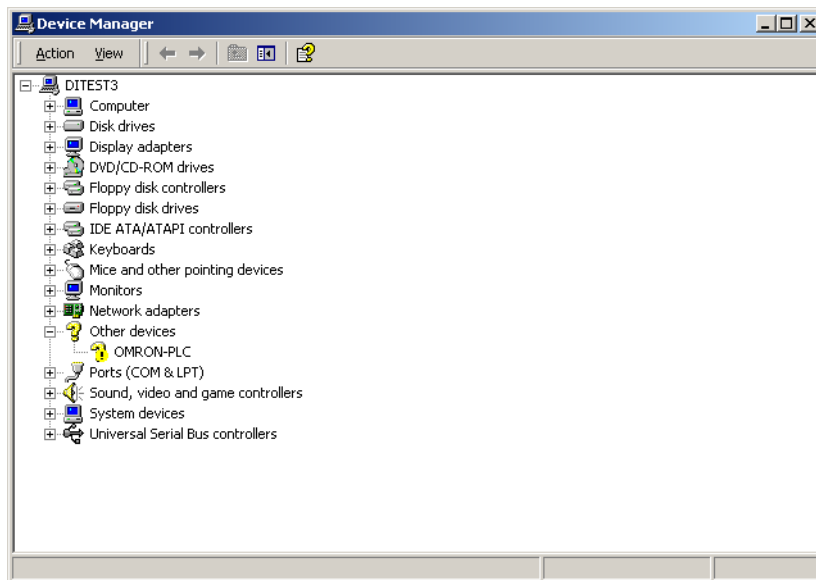 Device Manager
Action View
DITEST3
Computer
Disk drives
Display adapters
DVD/CD-ROM drives
Floppy disk controllers
Floppy disk drives
IDE ATA/ATAPI controllers
Keyboards
Mice and other pointing devices
Monitors
Network adapters
Other devices
OMRON-PLC
Ports (COM & LPT)
Sound, video and game controllers
System devices
Universal Serial Bus controllers